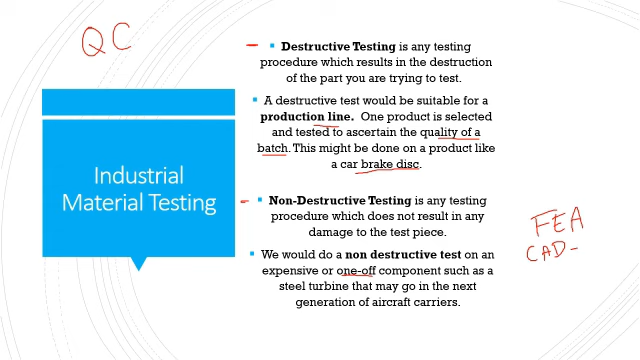 QC
Destructive Testing is any testing
procedure which results in the destruction
of the part you are trying to test.
A destructive test would be suitable for a
production line. One product is selected
and tested to ascertain the quality of a
batch. This might be done on a product like
a car brake disc.
Industrial
Material Testing
Non-Destructive Testing is any testing
procedure which does not result in any
damage to the test piece.
We would do a non destructive test on an
expensive or one-off component such as a
steel turbine that may go in the next
generation of aircraft carriers.
FEA
CAD-